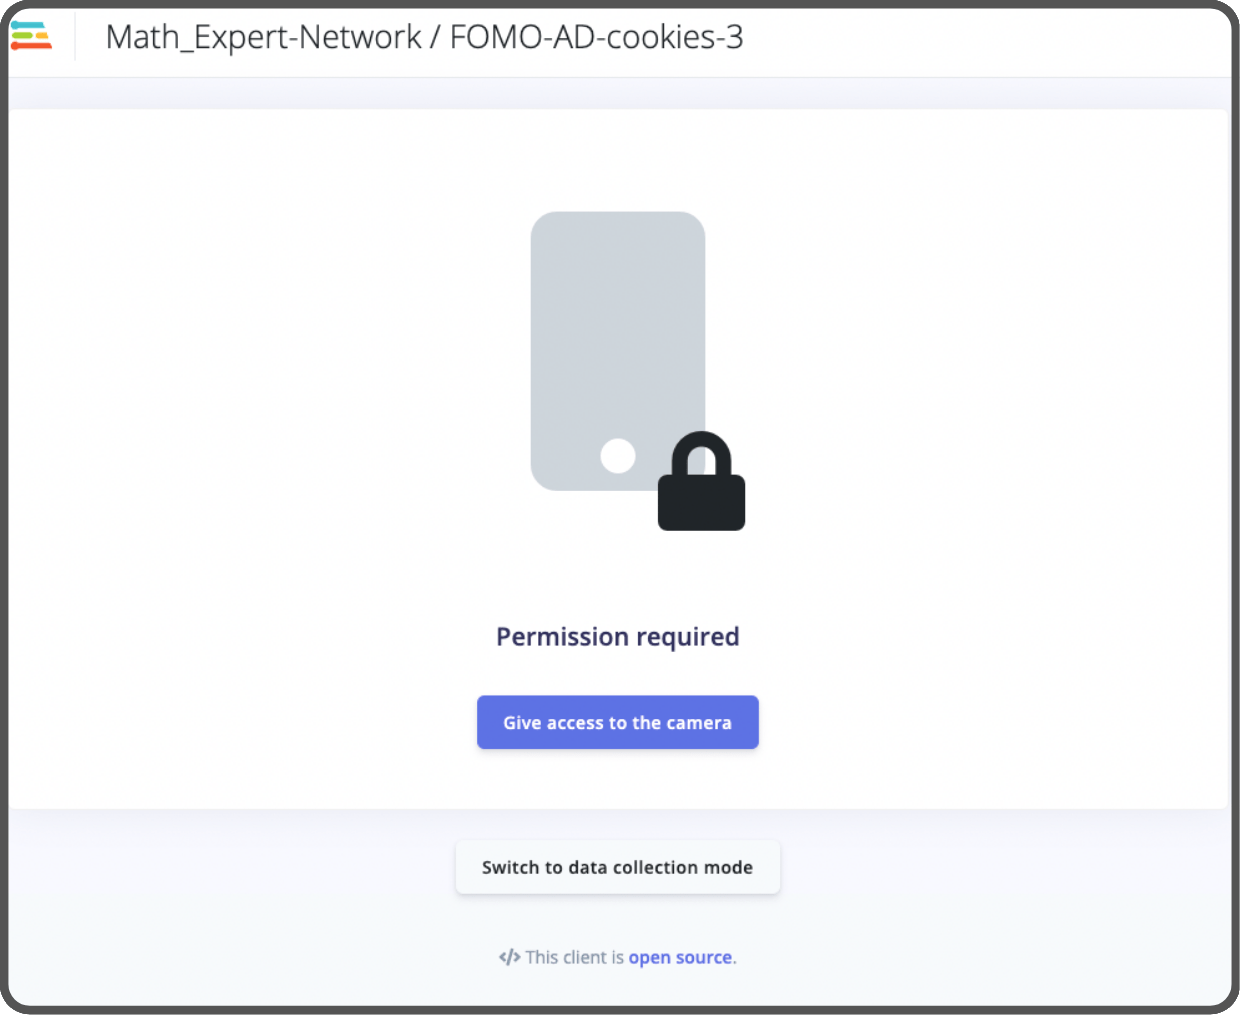 Math_Expert-Network / FOMO-AD-cookies-3
Permission required
Give access to the camera
Switch to data collection mode
</> This client is open source.